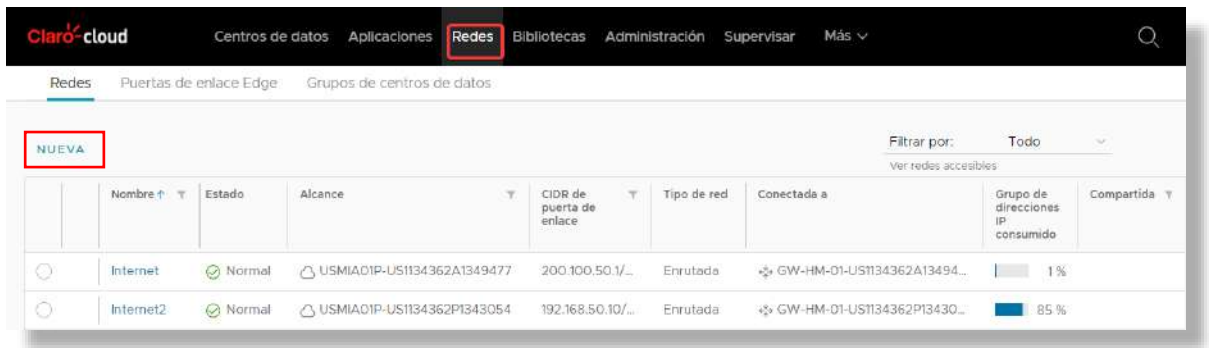 Claro cloud Centros de datos Aplicaciones Redes Bibliotecas Administración Supervisar Más
Redes Puertas de enlace Edge Grupos de centros de datos
NUEVA
Filtrar por: Todo
Ver redes accesibles
Nombre Estado Alcance CIDR de puerta de enlace Tipo de red Conectada a Grupo de direcciones IP consumido Compartida
Internet Normal USMIA01P-US1134362A1349477 200.100.50.1/... Enrutada GW-HM-01-US1134362A13494... 1 %
Internet2 Normal USMIA01P-US1134362P1343054 192.168.50.10/... Enrutada GW-HM-01-US1134362P13430... 85 %